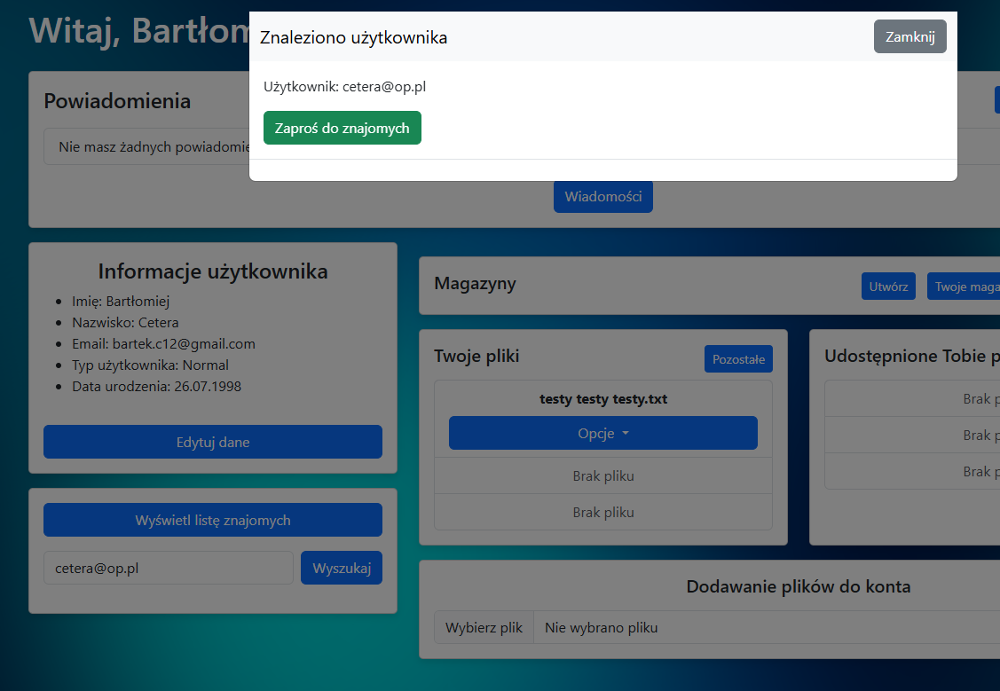 Witaj, Bartłom
Znaleziono użytkownika
Zamknij
Użytkownik: cetera@op.pl
Zaproś do znajomych
Powiadomienia
Nie masz żadnych powiadomie
Wiadomości
Informacje użytkownika
Imię: Bartłomiej
Nazwisko: Cetera
Email: bartek.c12@gmail.com
Typ użytkownika: Normal
Data urodzenia: 26.07.1998
Edytuj dane
Wyświetl listę znajomych
cetera@op.pl
Wyszukaj
Magazyny
Utwórz
Twoje maga
Twoje pliki
Pozostałe
testy testy testy.txt
Opcje
Brak pliku
Brak pliku
Udostępnione Tobie p
Brak p
Brak p
Brak p
Dodawanie plików do konta
Wybierz plik
Nie wybrano pliku